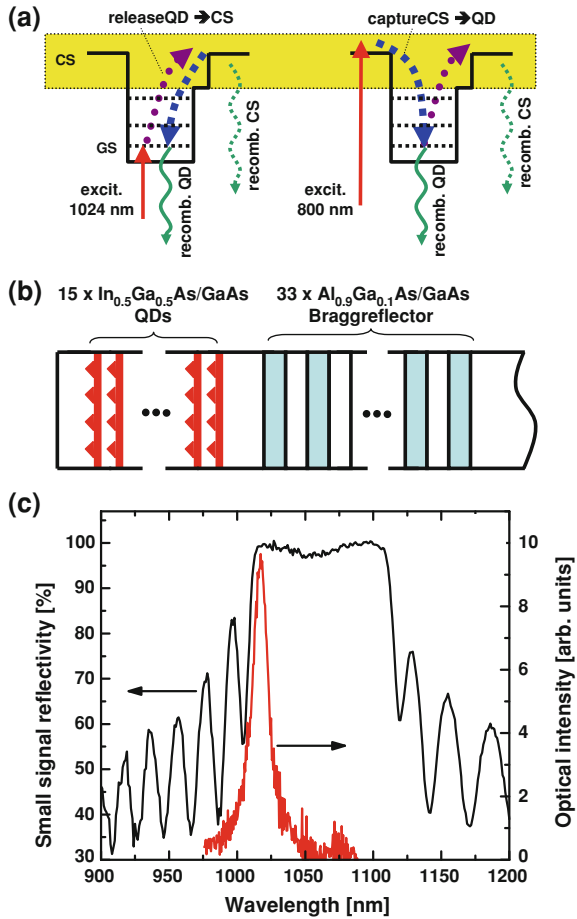 (a)
releaseQD ➔CS
captureCS ➔QD
CS
GS
excit.
1024 nm
recomb. QD
recomb. CS
excit.
800 nm
recomb. QD
recomb. CS
(b)
15 x In0.5Ga0.5As/GaAs
QDs
33 x Al0.9Ga0.1As/GaAs
Braggreflector
(c)
Small signal reflectivity [%]
100
90
80
70
60
50
40
30
10
8
6
4
2
0
Optical intensity [arb. units]
900 950 1000 1050 1100 1150 1200
Wavelength [nm]